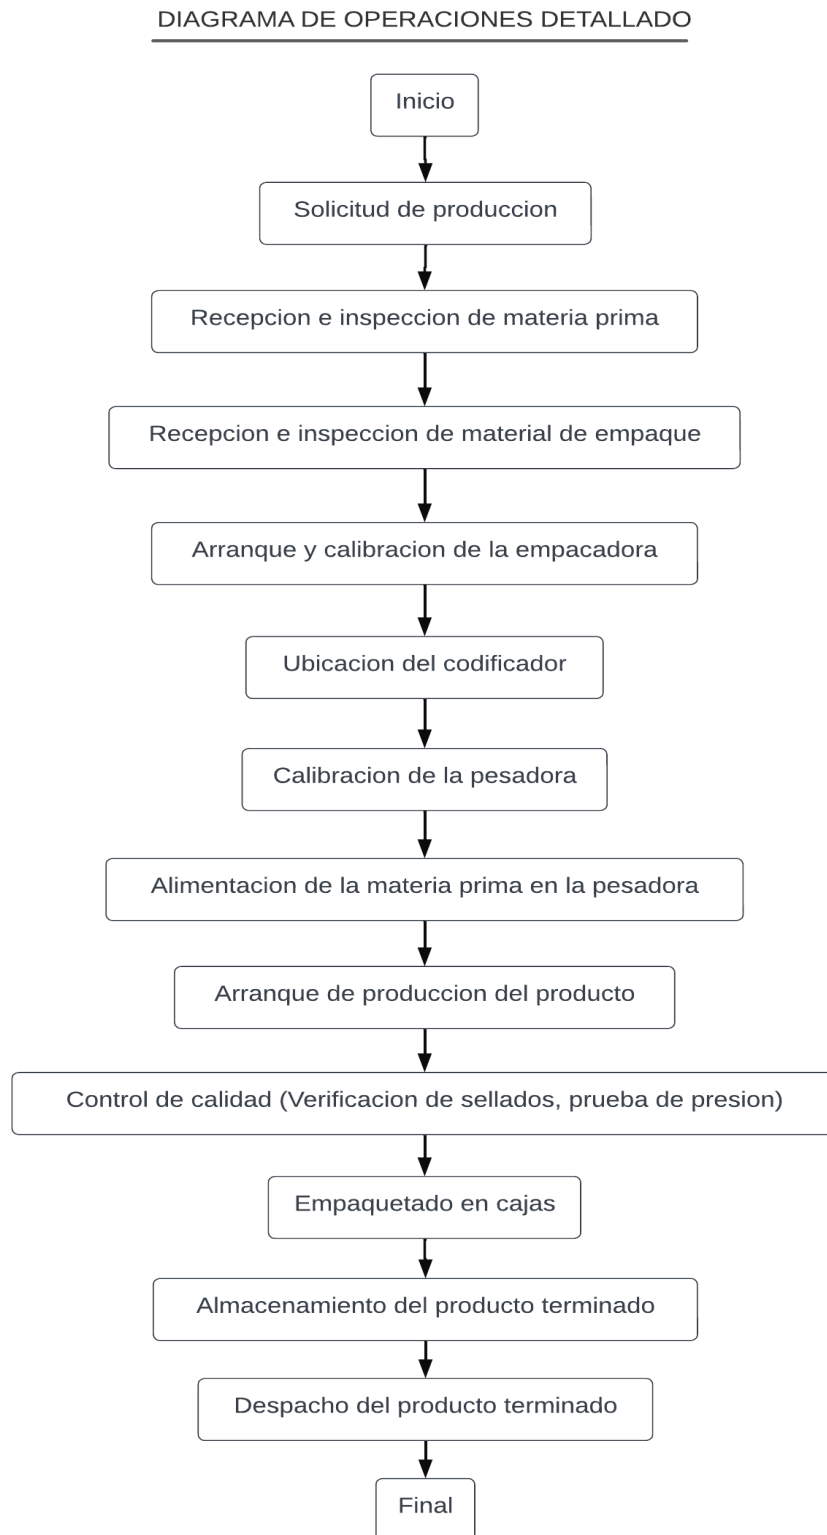 DIAGRAMA DE OPERACIONES DETALLADO
Inicio
Solicitud de produccion
Recepcion e inspeccion de materia prima
Recepcion e inspeccion de material de empaque
Arranque y calibracion de la empacadora
Ubicacion del codificador
Calibracion de la pesadora
Alimentacion de la materia prima en la pesadora
Arranque de produccion del producto
Control de calidad (Verificacion de sellados, prueba de presion)
Empaquetado en cajas
Almacenamiento del producto terminado
Despacho del producto terminado
Final